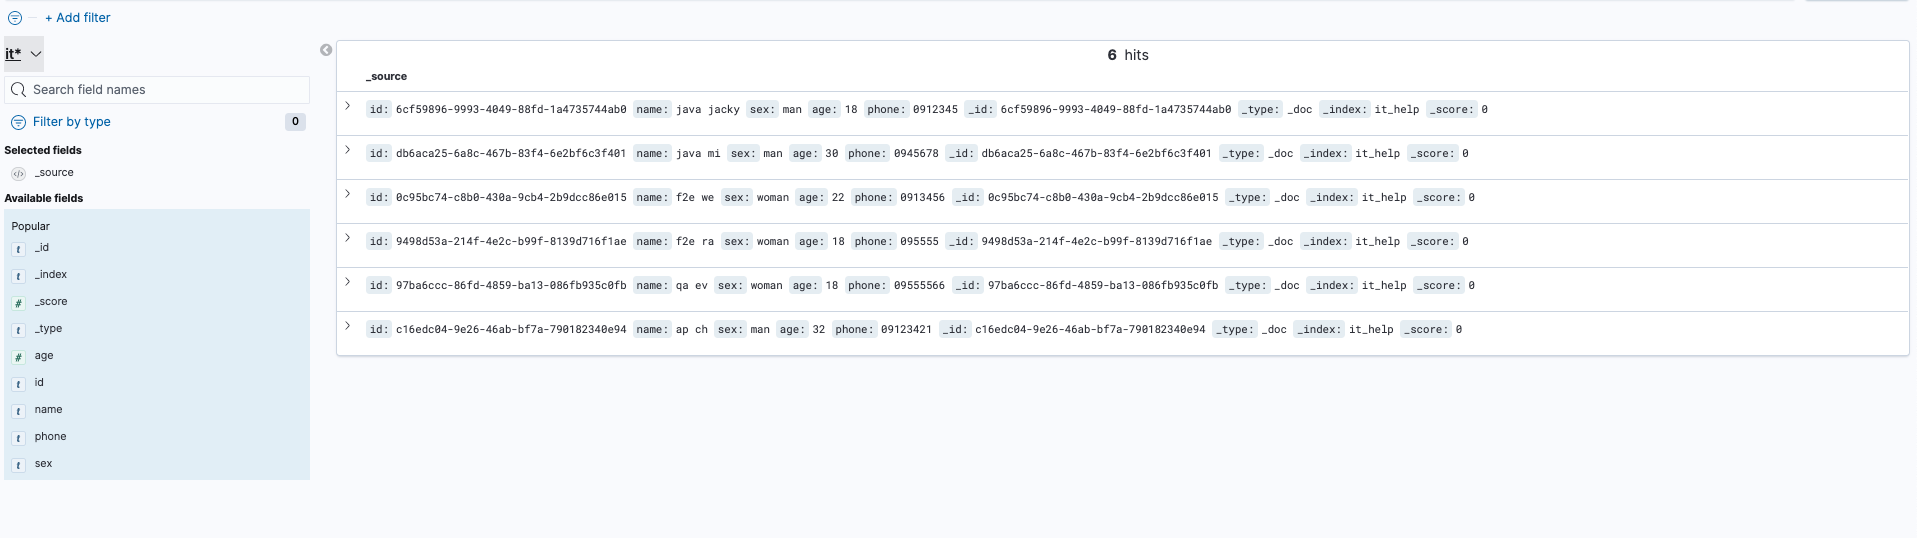 + Add filter
it*
Search field names
Filter by type 0
Selected fields
_source
Available fields
Popular
t _id
t _index
# _score
t _type
# age
t id
t name
t phone
t sex
6 hits
_source
id: 6cf59896-9993-4049-88fd-1a4735744ab0 name: java jacky sex: man age: 18 phone: 0912345 _id: 6cf59896-9993-4049-88fd-1a4735744ab0 _type: _doc _index: it_help _score: 0
id: db6aca25-6a8c-467b-83f4-6e2bf6c3f401 name: java mi sex: man age: 30 phone: 0945678 _id: db6aca25-6a8c-467b-83f4-6e2bf6c3f401 _type: _doc _index: it_help _score: 0
id: 0c95bc74-c8b0-430a-9cb4-2b9dcc86e015 name: f2e we sex: woman age: 22 phone: 0913456 _id: 0c95bc74-c8b0-430a-9cb4-2b9dcc86e015 _type: _doc _index: it_help _score: 0
id: 9498d53a-214f-4e2c-b99f-8139d716f1ae name: f2e ra sex: woman age: 18 phone: 095555 _id: 9498d53a-214f-4e2c-b99f-8139d716f1ae _type: _doc _index: it_help _score: 0
id: 97ba6ccc-86fd-4859-ba13-086fb935c0fb name: qa ev sex: woman age: 18 phone: 09555566 _id: 97ba6ccc-86fd-4859-ba13-086fb935c0fb _type: _doc _index: it_help _score: 0
id: c16edc04-9e26-46ab-bf7a-790182340e94 name: ap ch sex: man age: 32 phone: 09123421 _id: c16edc04-9e26-46ab-bf7a-790182340e94 _type: _doc _index: it_help _score: 0